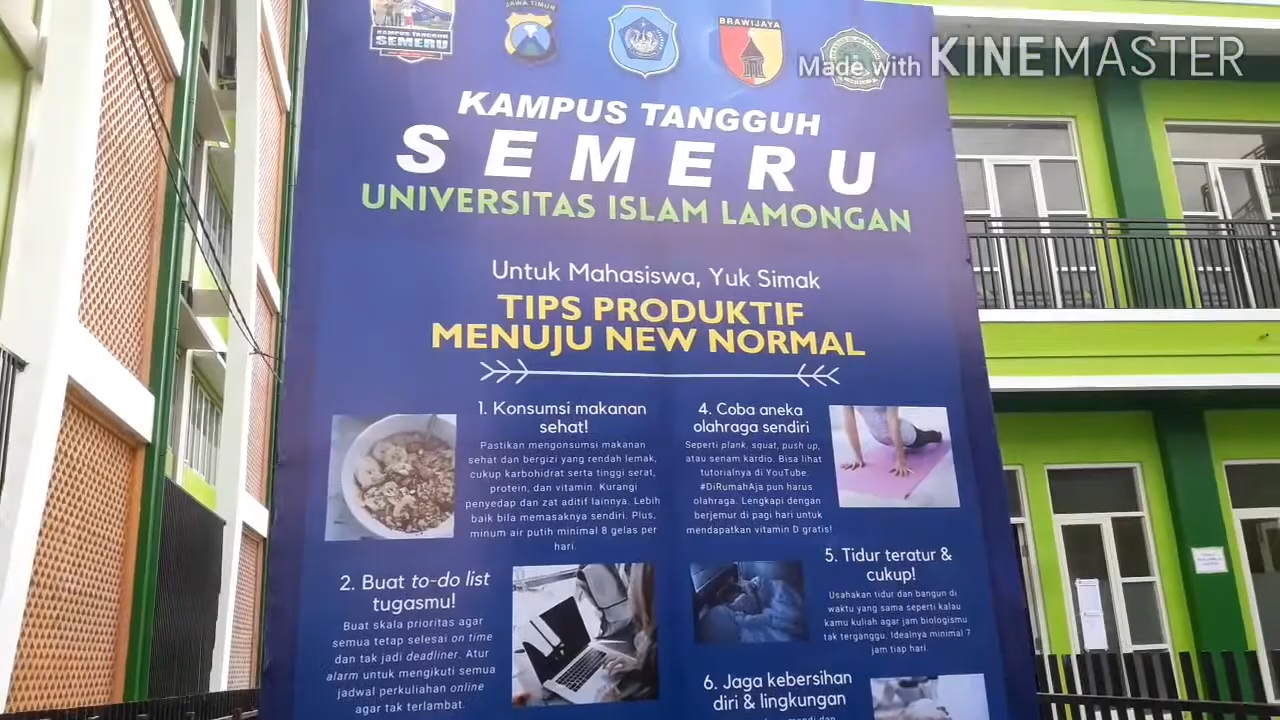 JAWA TIMUR
BRAWIJAYA
KAMPUS TANGGUH
SEMERU
Made with KINEMASTER
KAMPUS TANGGUH
SEMERU
UNIVERSITAS ISLAM LAMONGAN
Untuk Mahasiswa, Yuk Simak
TIPS PRODUKTIF
MENUJU NEW NORMAL
1. Konsumsi makanan
sehat!
Pastikan mengonsumsi makanan
sehat dan bergizi yang rendah lemak,
cukup karbohidrat serta tinggi serat,
protein, dan vitamin. Kurangi
penyedap dan zat aditif lainnya. Lebih
baik bila memasaknya sendiri. Plus,
minum air putih minimal 8 gelas per
hari.
2. Buat to-do list
tugasmu!
Buat skala prioritas agar
semua tetap selesai on time
dan tak jadi deadliner. Atur
alarm untuk mengikuti semua
jadwal perkuliahan online
agar tak terlambat.
4. Coba aneka
olahraga sendiri
Seperti plank, squat, push up,
atau senam kardio. Bisa lihat
tutorialnya di YouTube.
#DiRumahAja pun harus
olahraga. Lengkapi dengan
berjemur di pagi hari untuk
mendapatkan vitamin D gratis!
5. Tidur teratur &
cukup!
Usahakan tidur dan bangun di
waktu yang sama seperti kalau
kamu kuliah agar jam biologismu
tak terganggu. Idealnya minimal 7
jam tiap hari.
6. Jaga kebersihan
diri & lingkungan